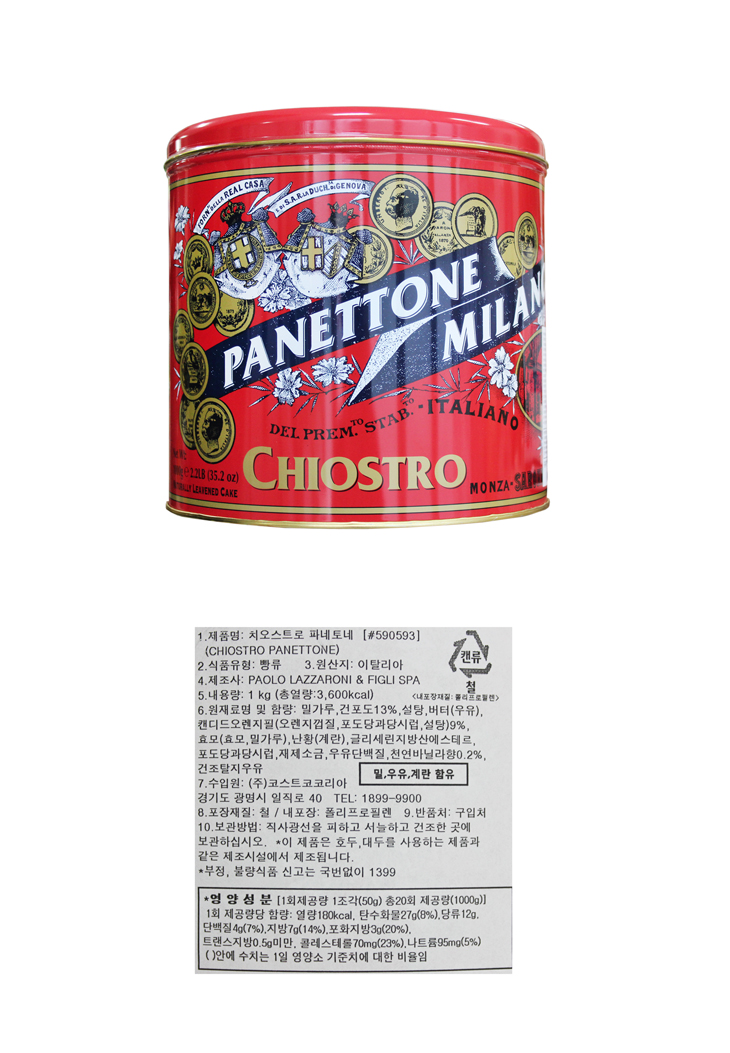 FORN. DELLA REAL CASA
E DI S.A.R. LA DUCH. DI GENOVA
PANETTONE
MILAN
DEL PREM.TO STAB.TO - ITALIANO
CHIOSTRO
2.2LB (35.2 oz)
LEAVENED CAKE
MONZA -
1.제품명: 치오스트로 파네토네 [#590593]
(CHIOSTRO PANETTONE)
캔류
철
2.식품유형: 빵류 3.원산지: 이탈리아
4.제조사: PAOLO LAZZARONI & FIGLI SPA
5.내용량: 1 kg (총열량:3,600kcal)
<내포장재질:폴리프로필렌>
6.원재료명 및 함량: 밀가루,건포도13%,설탕,버터(우유),
캔디드오렌지필(오렌지껍질,포도당과당시럽,설탕)9%,
효모(효모,밀가루),난황(계란),글리세린지방산에스테르,
포도당과당시럽,재제소금,우유단백질,천연바닐라향0.2%,
건조탈지우유
밀,우유,계란 함유
7.수입원: (주)코스트코코리아
경기도 광명시 일직로 40 TEL: 1899-9900
8.포장재질: 철 / 내포장: 폴리프로필렌 9.반품처: 구입처
10.보관방법: 직사광선을 피하고 서늘하고 건조한 곳에
보관하십시오. *이 제품은 호두,대두를 사용하는 제품과
같은 제조시설에서 제조됩니다.
*부정, 불량식품 신고는 국번없이 1399
*영양성분 [1회제공량 1조각(50g) 총20회 제공량(1000g)]
1회 제공량당 함량: 열량180kcal, 탄수화물27g(8%),당류12g,
단백질4g(7%),지방7g(14%),포화지방3g(20%),
트랜스지방0.5g미만, 콜레스테롤70mg(23%),나트륨95mg(5%)
( )안에 수치는 1일 영양소 기준치에 대한 비율임